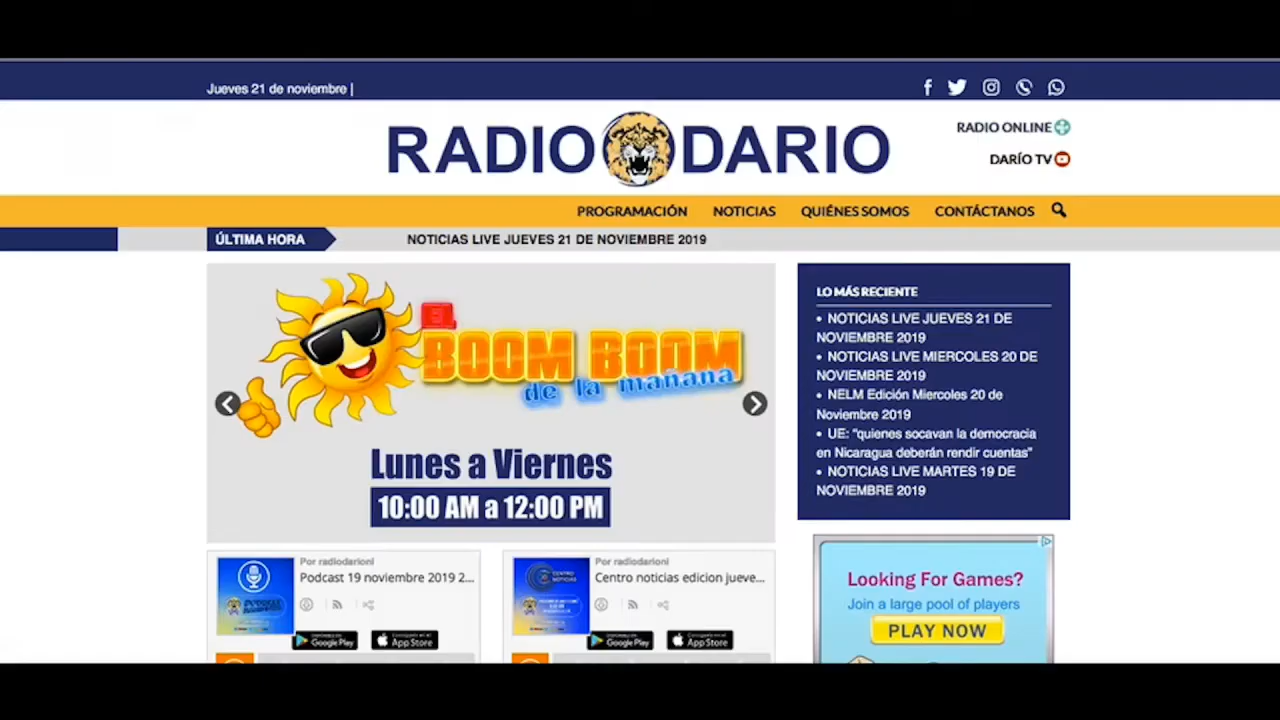 Jueves 21 de noviembre |
RADIO DARIO
RADIO ONLINE
DARÍO TV
PROGRAMACIÓN NOTICIAS QUIÉNES SOMOS CONTÁCTANOS
ÚLTIMA HORA NOTICIAS LIVE JUEVES 21 DE NOVIEMBRE 2019
EL
BOOM BOOM
de la mañana
Lunes a Viernes
10:00 AM a 12:00 PM
LO MÁS RECIENTE
• NOTICIAS LIVE JUEVES 21 DE
NOVIEMBRE 2019
• NOTICIAS LIVE MIERCOLES 20 DE
NOVIEMBRE 2019
• NELM Edición Miercoles 20 de
Noviembre 2019
• UE: “quienes socavan la democracia
en Nicaragua deberán rendir cuentas”
• NOTICIAS LIVE MARTES 19 DE
NOVIEMBRE 2019
Por radiodarioni
Podcast 19 noviembre 2019 2...
Google Play App Store
Por radiodarioni
Centro noticias edicion jueve...
CENTRO
NOTICIAS
Google Play App Store
Looking For Games?
Join a large pool of players
PLAY NOW